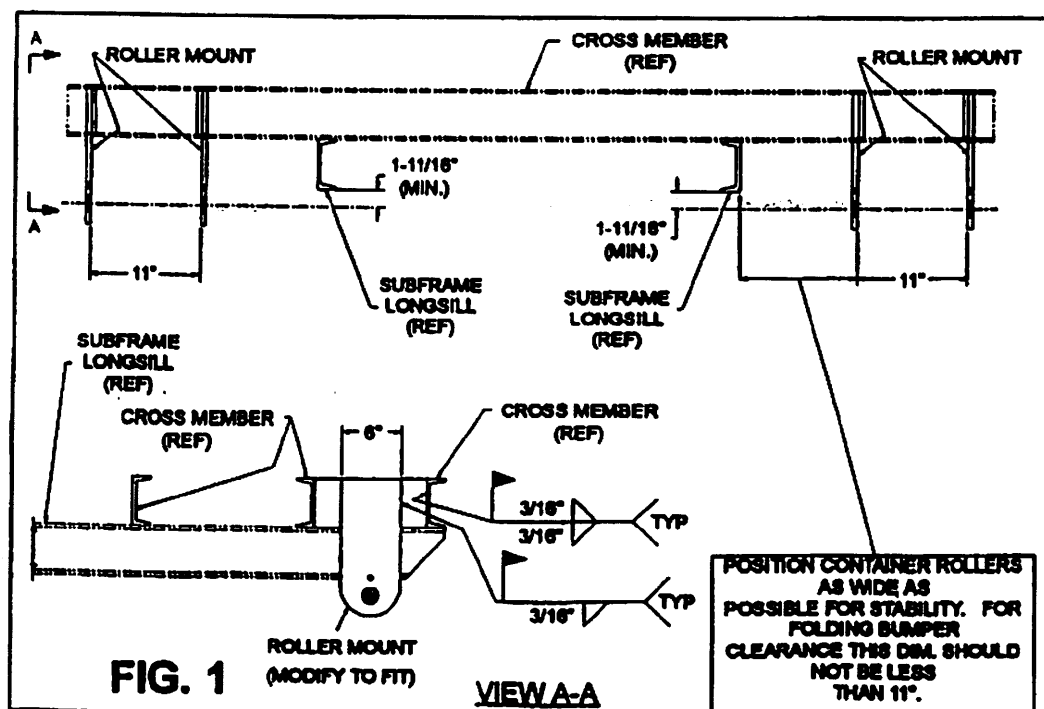 A
ROLLER MOUNT
CROSS MEMBER
(REF)
ROLLER MOUNT
1-11/16"
(MIN.)
A
1-11/16"
(MIN.)
11"
11"
SUBFRAME
LONGSILL
(REF)
SUBFRAME
LONGSILL
(REF)
SUBFRAME
LONGSILL
(REF)
CROSS MEMBER
(REF)
6"
CROSS MEMBER
(REF)
3/16"
3/16"
TYP
3/16"
TYP
ROLLER MOUNT
(MODIFY TO FIT)
FIG. 1
VIEW A-A
POSITION CONTAINER ROLLERS
AS WIDE AS
POSSIBLE FOR STABILITY. FOR
FOLDING BUMPER
CLEARANCE THIS DIM. SHOULD
NOT BE LESS
THAN 11".